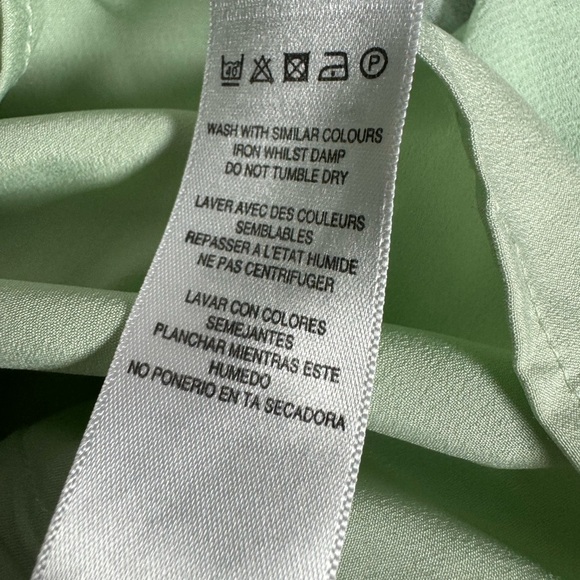 40 P
WASH WITH SIMILAR COLOURS
IRON WHILST DAMP
DO NOT TUMBLE DRY
LAVER AVEC DES COULEURS
SEMBLABLES
REPASSER A L'ETAT HUMIDE
NE PAS CENTRIFUGER
LAVAR CON COLORES
SEMEJANTES
PLANCHAR MIENTRAS ESTE
HUMEDO
NO PONERIO EN TA SECADORA